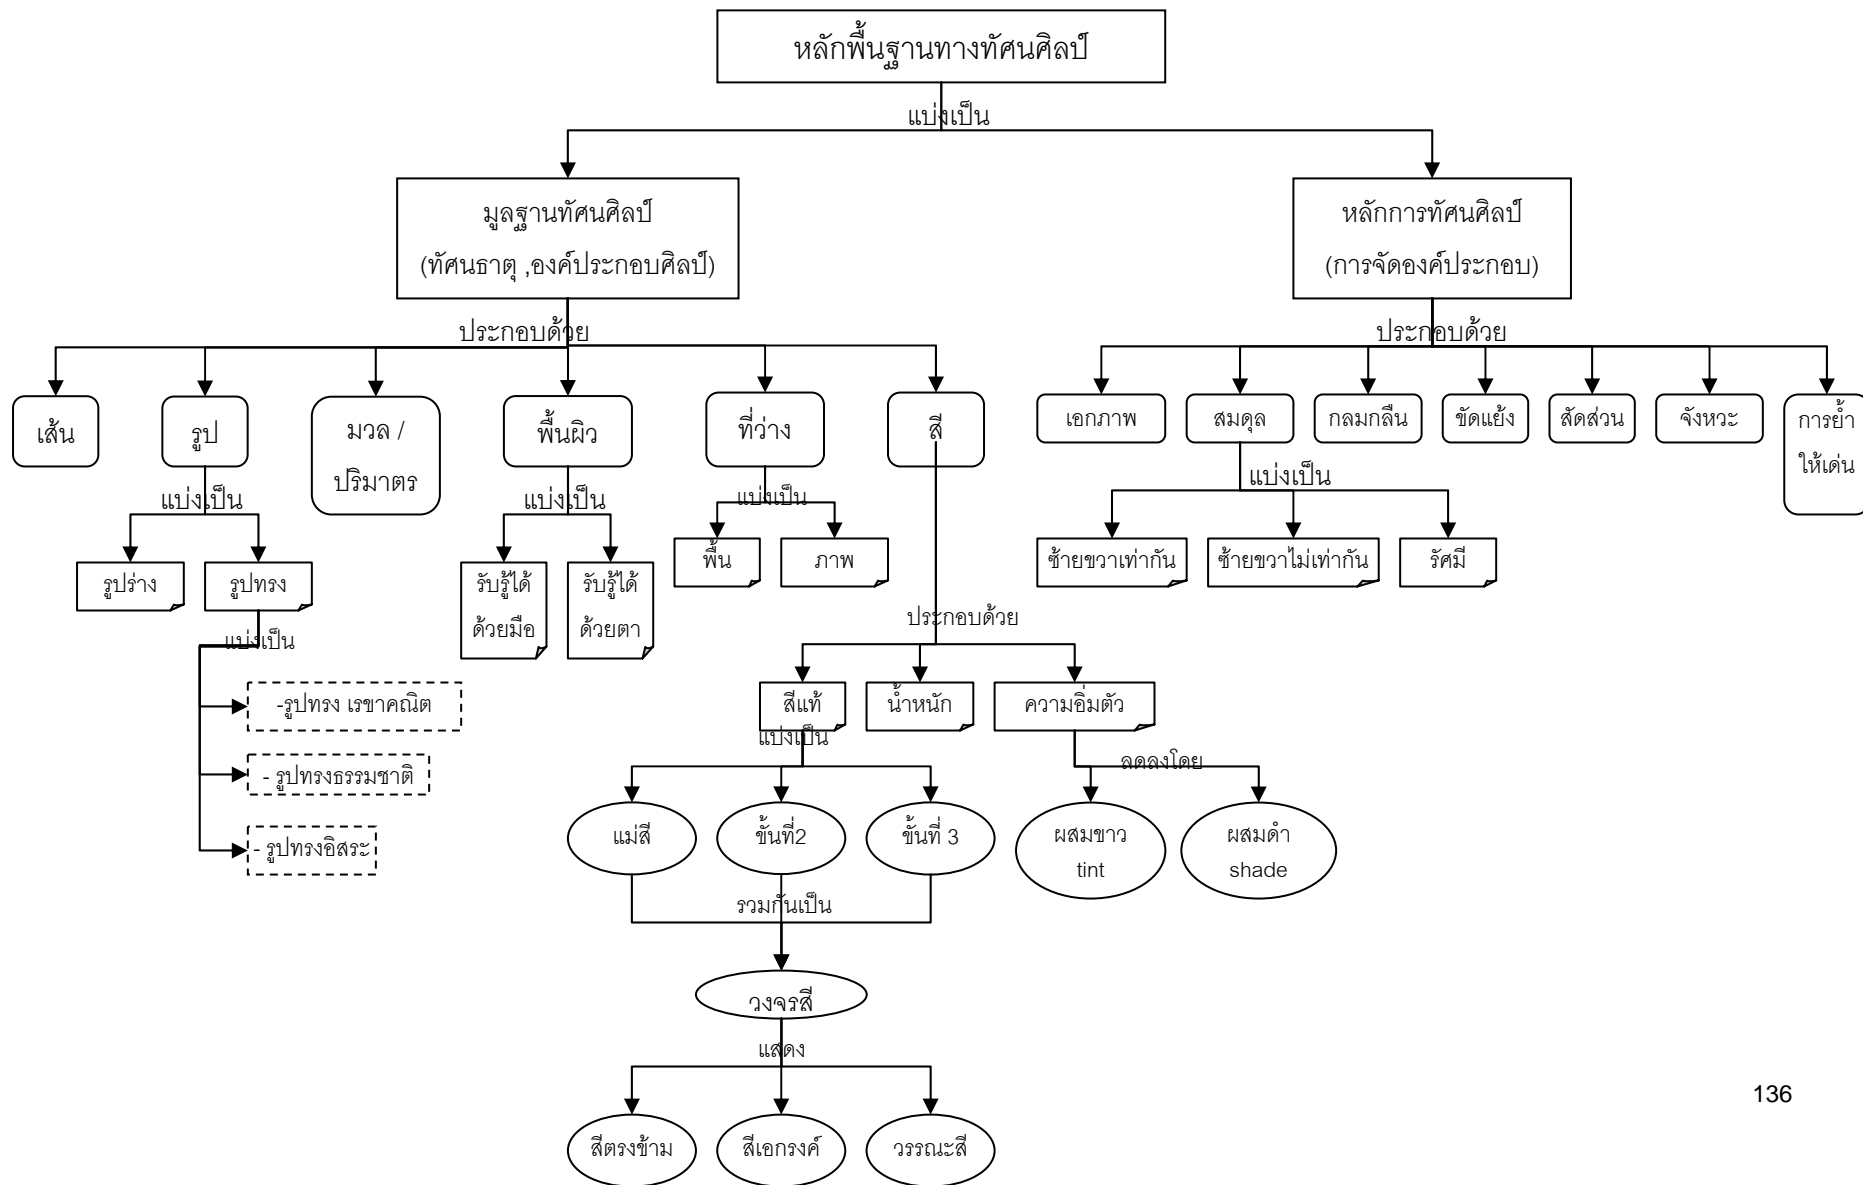 หลักพื้นฐานทางทัศนศิลป์
แบ่งเป็น
มูลฐานทัศนศิลป์
(ทัศนธาตุ ,องค์ประกอบศิลป์)
หลักการทัศนศิลป์
(การจัดองค์ประกอบ)
ประกอบด้วย
ประกอบด้วย
เส้น
รูป
มวล /
ปริมาตร
พื้นผิว
ที่ว่าง
สี
เอกภาพ
สมดุล
กลมกลืน
ขัดแย้ง
สัดส่วน
จังหวะ
การย้ำ
ให้เด่น
แบ่งเป็น
แบ่งเป็น
แบ่งเป็น
แบ่งเป็น
รูปร่าง
รูปทรง
รับรู้ได้
ด้วยมือ
รับรู้ได้
ด้วยตา
พื้น
ภาพ
ซ้ายขวาเท่ากัน
ซ้ายขวาไม่เท่ากัน
รัศมี
แบ่งเป็น
ประกอบด้วย
-รูปทรง เรขาคณิต
- รูปทรงธรรมชาติ
- รูปทรงอิสระ
สีแท้
น้ำหนัก
ความอิ่มตัว
แบ่งเป็น
ลดลงโดย
แม่สี
ขั้นที่2
ขั้นที่ 3
ผสมขาว
tint
ผสมดำ
shade
รวมกันเป็น
วงจรสี
แสดง
สีตรงข้าม
สีเอกรงค์
วรรณะสี
136